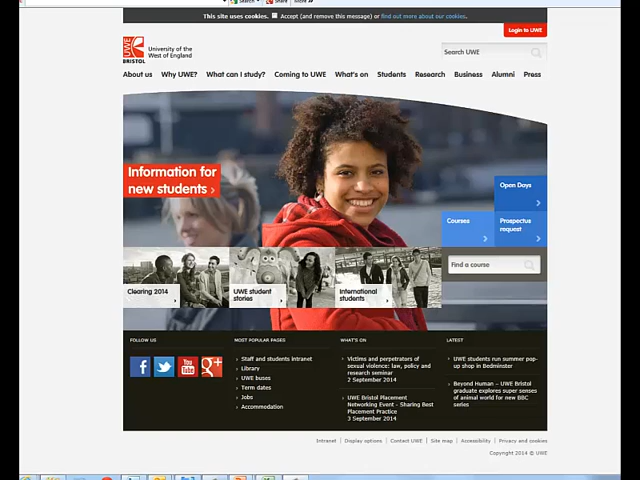 Search
Share
More »
This site uses cookies. Accept (and remove this message) or find out more about our cookies.
Login to UWE
UWE
BRISTOL
University of the
West of England
Search UWE
About us Why UWE? What can I study? Coming to UWE What's on Students Research Business Alumni Press
Information for
new students ›
Open Days
Courses
Prospectus
request
Find a course
Clearing 2014
UWE student
stories
International
students
FOLLOW US
MOST POPULAR PAGES
Staff and students intranet
Library
UWE buses
Term dates
Jobs
Accommodation
WHAT'S ON
Victims and perpetrators of
sexual violence: law, policy and
research seminar
2 September 2014
UWE Bristol Placement
Networking Event - Sharing Best
Placement Practice
3 September 2014
LATEST
UWE students run summer pop-
up shop in Bedminster
Beyond Human – UWE Bristol
graduate explores super senses
of animal world for new BBC
series
You
Tube
Intranet | Display options | Contact UWE | Site map | Accessibility | Privacy and cookies
Copyright 2014 © UWE